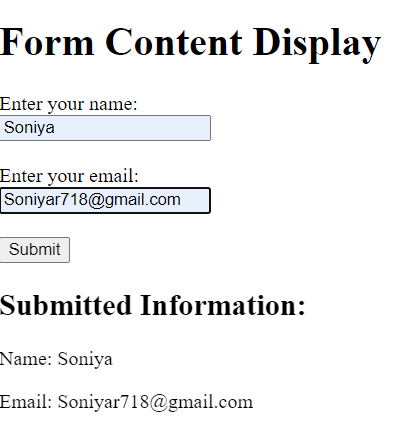 Form Content Display
Enter your name:
Soniya
Enter your email:
Soniyar718@gmail.com
Submit
Submitted Information:
Name: Soniya
Email: Soniyar718@gmail.com